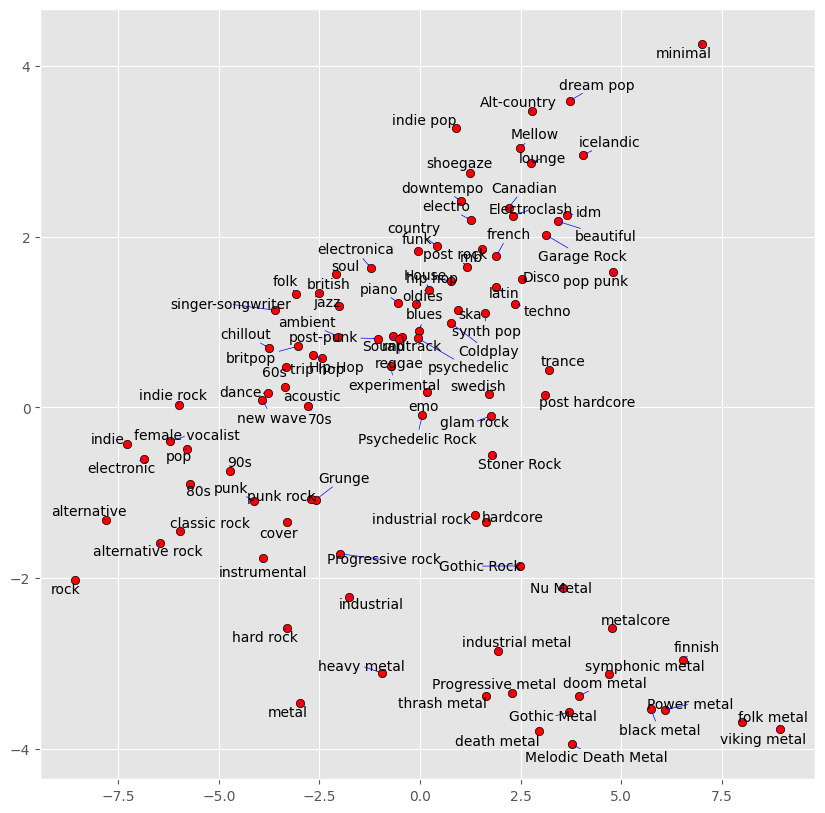 minimal
dream pop
Alt-country
indie pop
Mellow
icelandic
lounge
shoegaze
downtempo
Canadian
electro
Electroclash
idm
beautiful
country
funk
french
electronica
post rock
rnb
Garage Rock
soul
House
hip hop
Disco
pop punk
folk
british
piano
oldies
latin
singer-songwriter
jazz
blues
ska
techno
ambient
synth pop
chillout
post-punk
Soundtrack
rap
Coldplay
britpop
reggae
psychedelic
trance
60s
trip hop
Hip-Hop
experimental
swedish
dance
acoustic
post hardcore
indie rock
emo
new wave
70s
glam rock
indie
female vocalist
Psychedelic Rock
pop
electronic
90s
Stoner Rock
80s
punk
punk rock
Grunge
alternative
classic rock
industrial rock
hardcore
cover
alternative rock
Progressive rock
instrumental
Gothic Rock
rock
Nu Metal
industrial
metalcore
hard rock
industrial metal
finnish
heavy metal
symphonic metal
Progressive metal
doom metal
thrash metal
Power metal
metal
Gothic Metal
folk metal
black metal
viking metal
death metal
Melodic Death Metal
4
2
0
−2
−4
−7.5
−5.0
−2.5
0.0
2.5
5.0
7.5